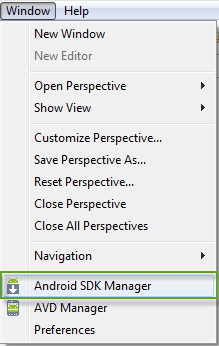 Window Help
New Window
New Editor
Open Perspective
Show View
Customize Perspective...
Save Perspective As...
Reset Perspective...
Close Perspective
Close All Perspectives
Navigation
Android SDK Manager
AVD Manager
Preferences